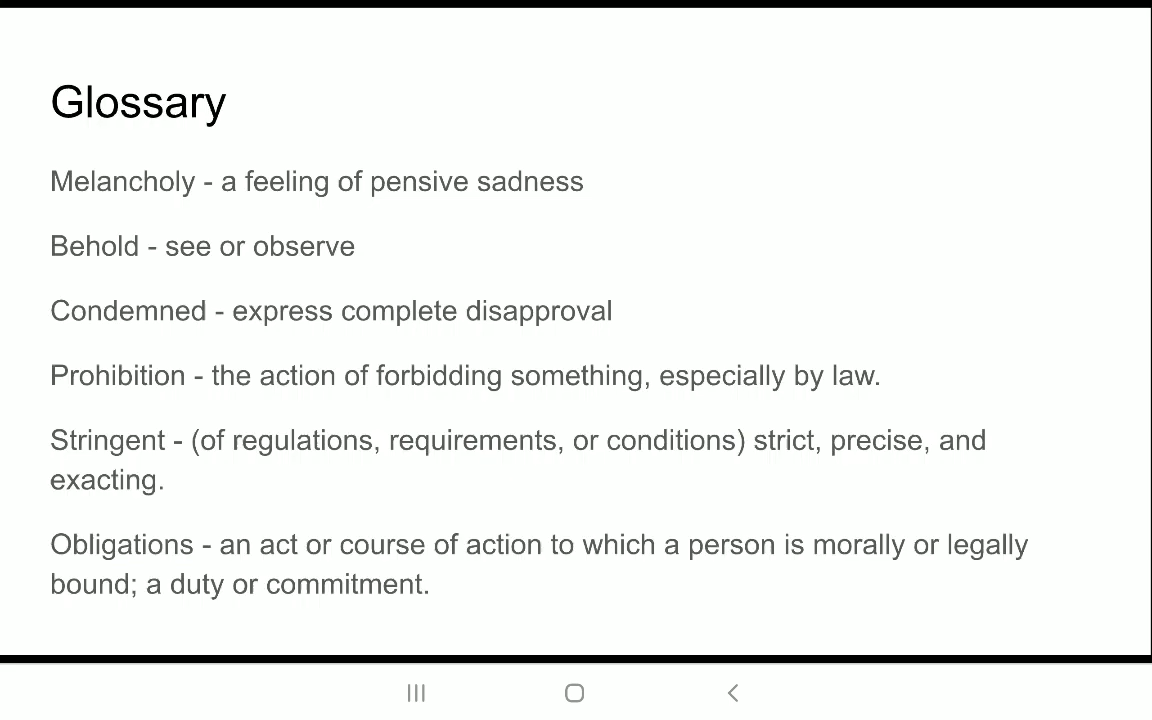 Glossary
Melancholy - a feeling of pensive sadness
Behold - see or observe
Condemned - express complete disapproval
Prohibition - the action of forbidding something, especially by law.
Stringent - (of regulations, requirements, or conditions) strict, precise, and
exacting.
Obligations - an act or course of action to which a person is morally or legally
bound; a duty or commitment.